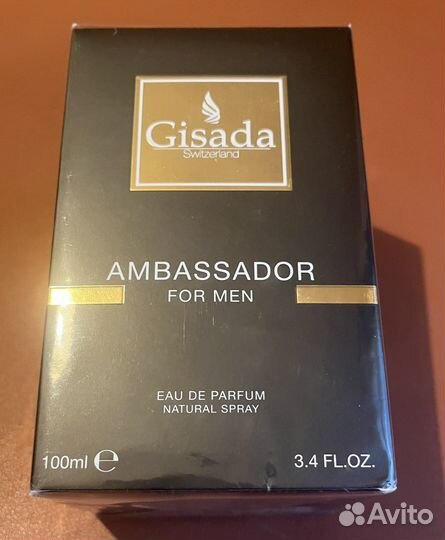 Gisada
Switzerland
AMBASSADOR
FOR MEN
EAU DE PARFUM
NATURAL SPRAY
100ml ℮ 3.4 FL.OZ.
Avito